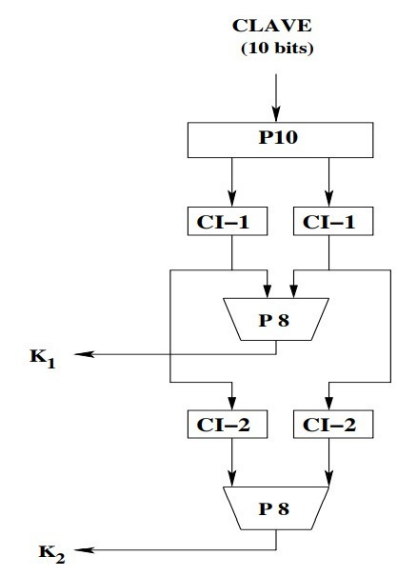 CLAVE
(10 bits)
P10
CI–1 CI–1
P 8
K1
CI–2 CI–2
P 8
K2